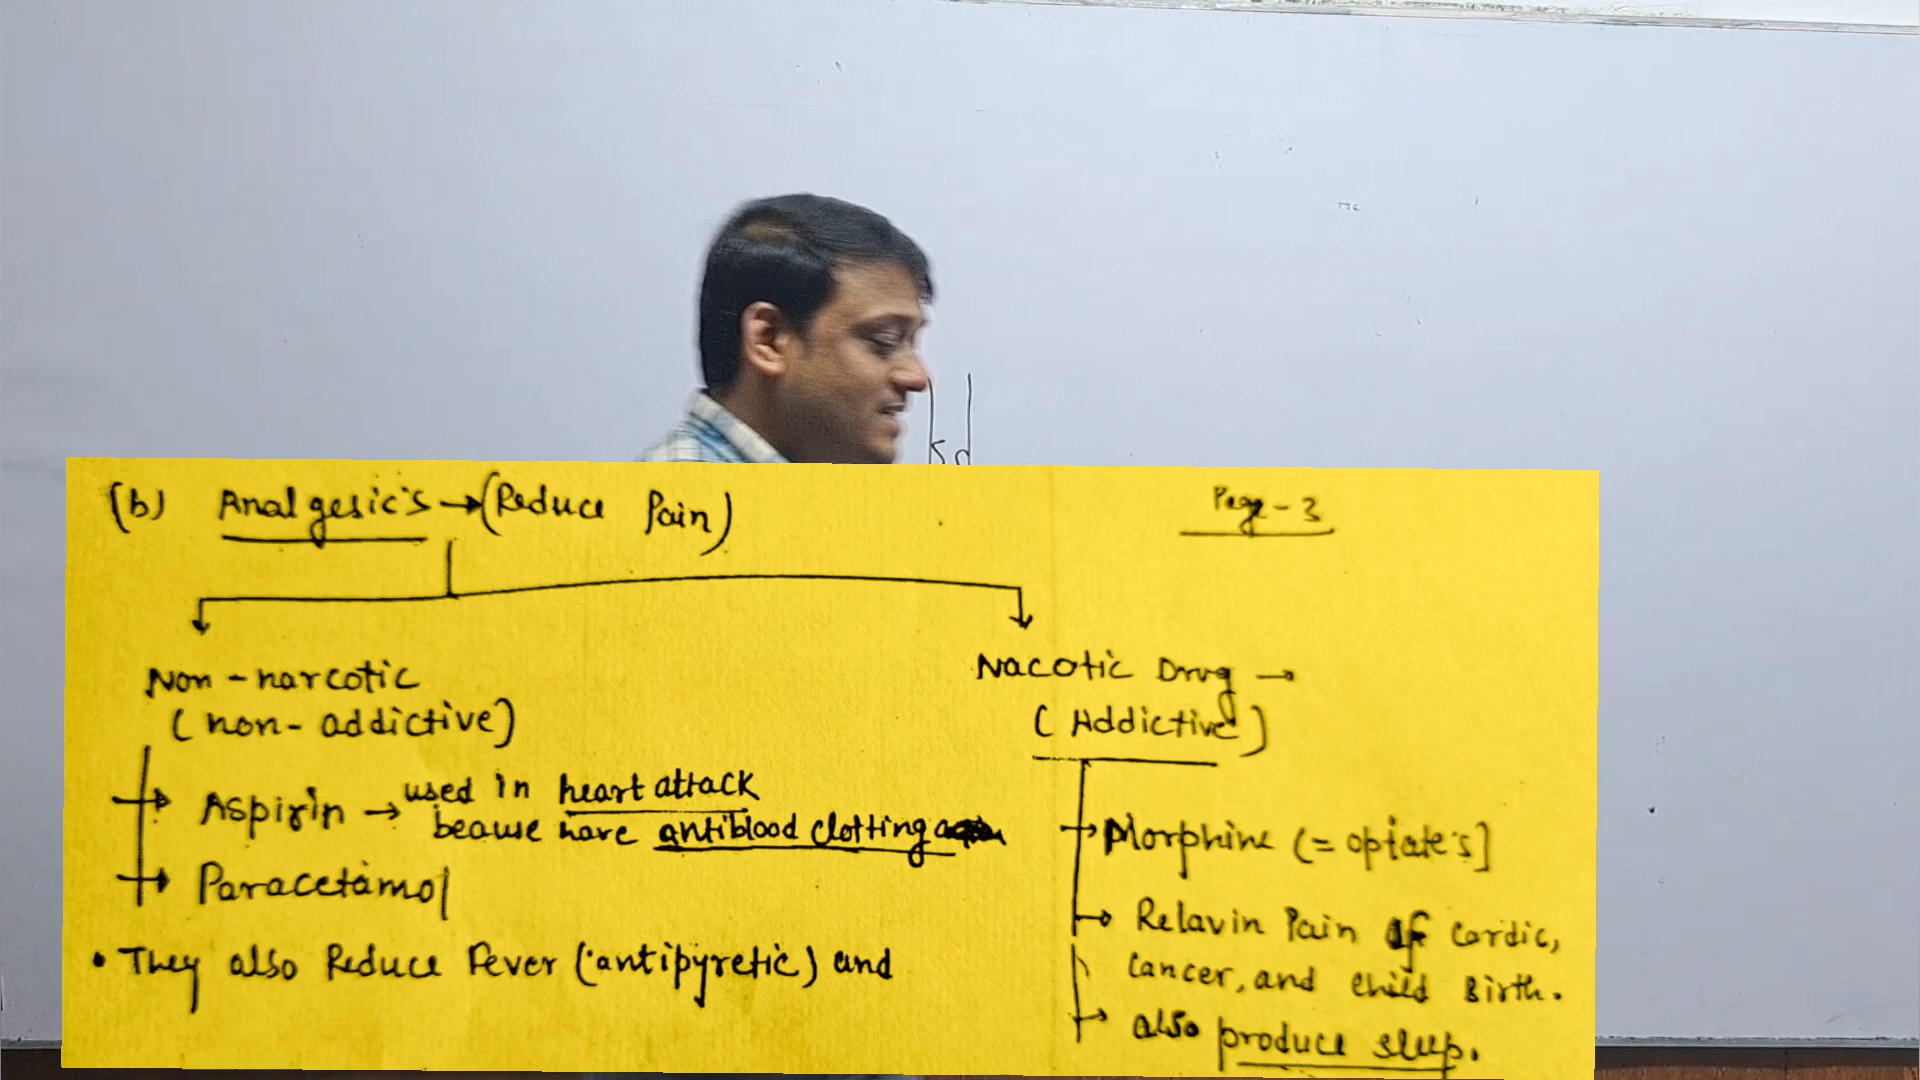 (b) Analgesic's → (Reduce Pain)
Page - 3
Non - narcotic
(non - addictive)
Aspirin → used in heart attack
beause have antiblood clotting
Paracetamol
• They also Reduce Fever (antipyretic) and
Nacotic Drug →
(Addictive)
Morphine (= opiate's]
Relavin Pain of Cardic,
Cancer, and Child Birth.
also produce sleep.